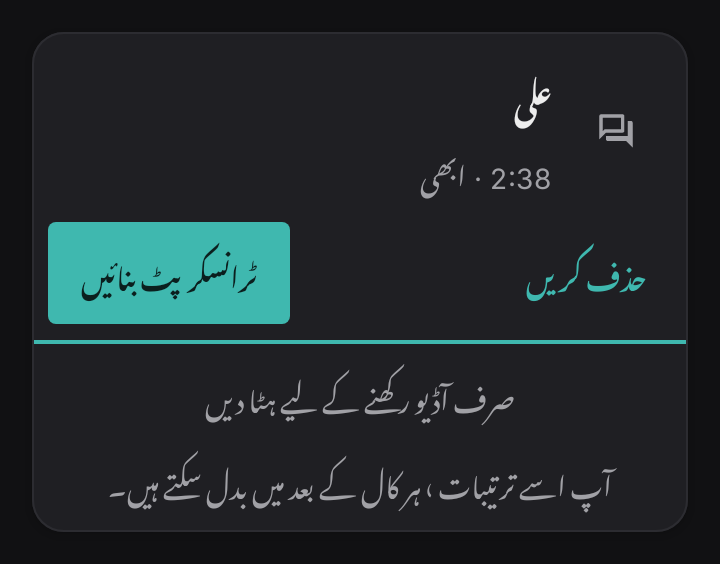 علی
2:38 · ابھی
حذف کریں
ٹرانسکرپٹ بنائیں
صرف آڈیو رکھنے کے لیے ہٹا دیں
آپ اسے ترتیبات، ہر کال کے بعد میں بدل سکتے ہیں۔